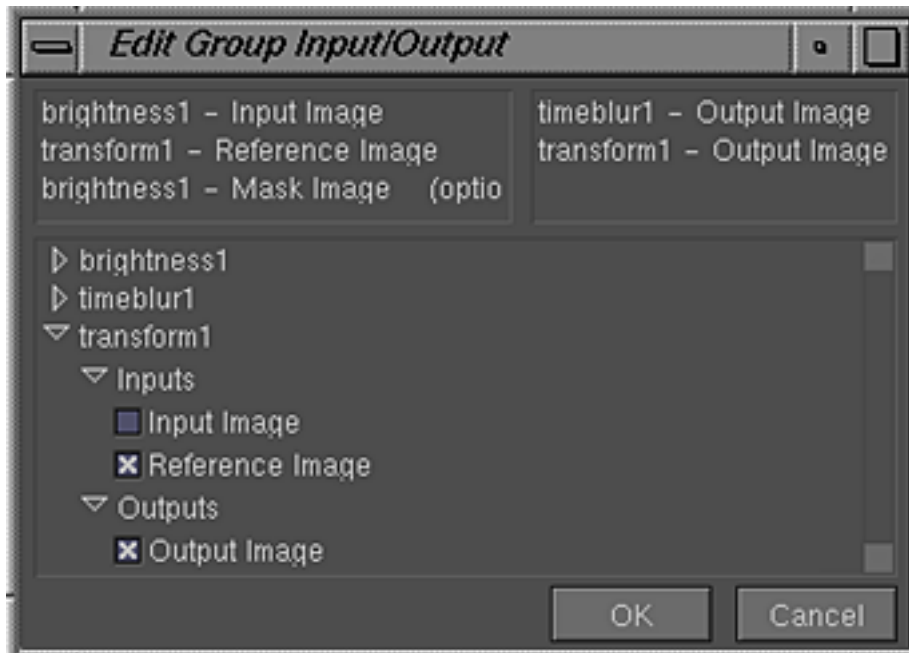 Edit Group Input/Output
brightness1 – Input Image
transform1 – Reference Image
brightness1 – Mask Image (optio
timeblur1 – Output Image
transform1 – Output Image
brightness1
timeblur1
transform1
Inputs
Input Image
Reference Image
Outputs
Output Image
OK
Cancel